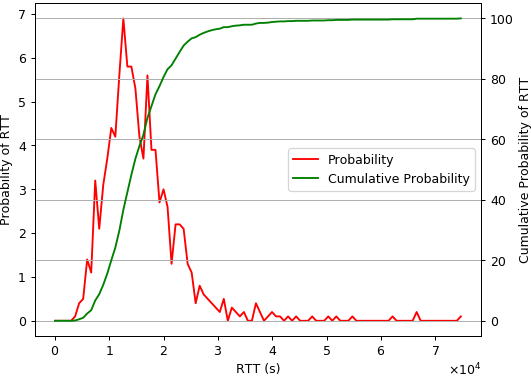 7
6
5
4
3
2
1
0
Probability of RTT
100
80
60
40
20
0
Cumulative Probability of RTT
Probability
Cumulative Probability
0 1 2 3 4 5 6 7
RTT (s)
×10⁴